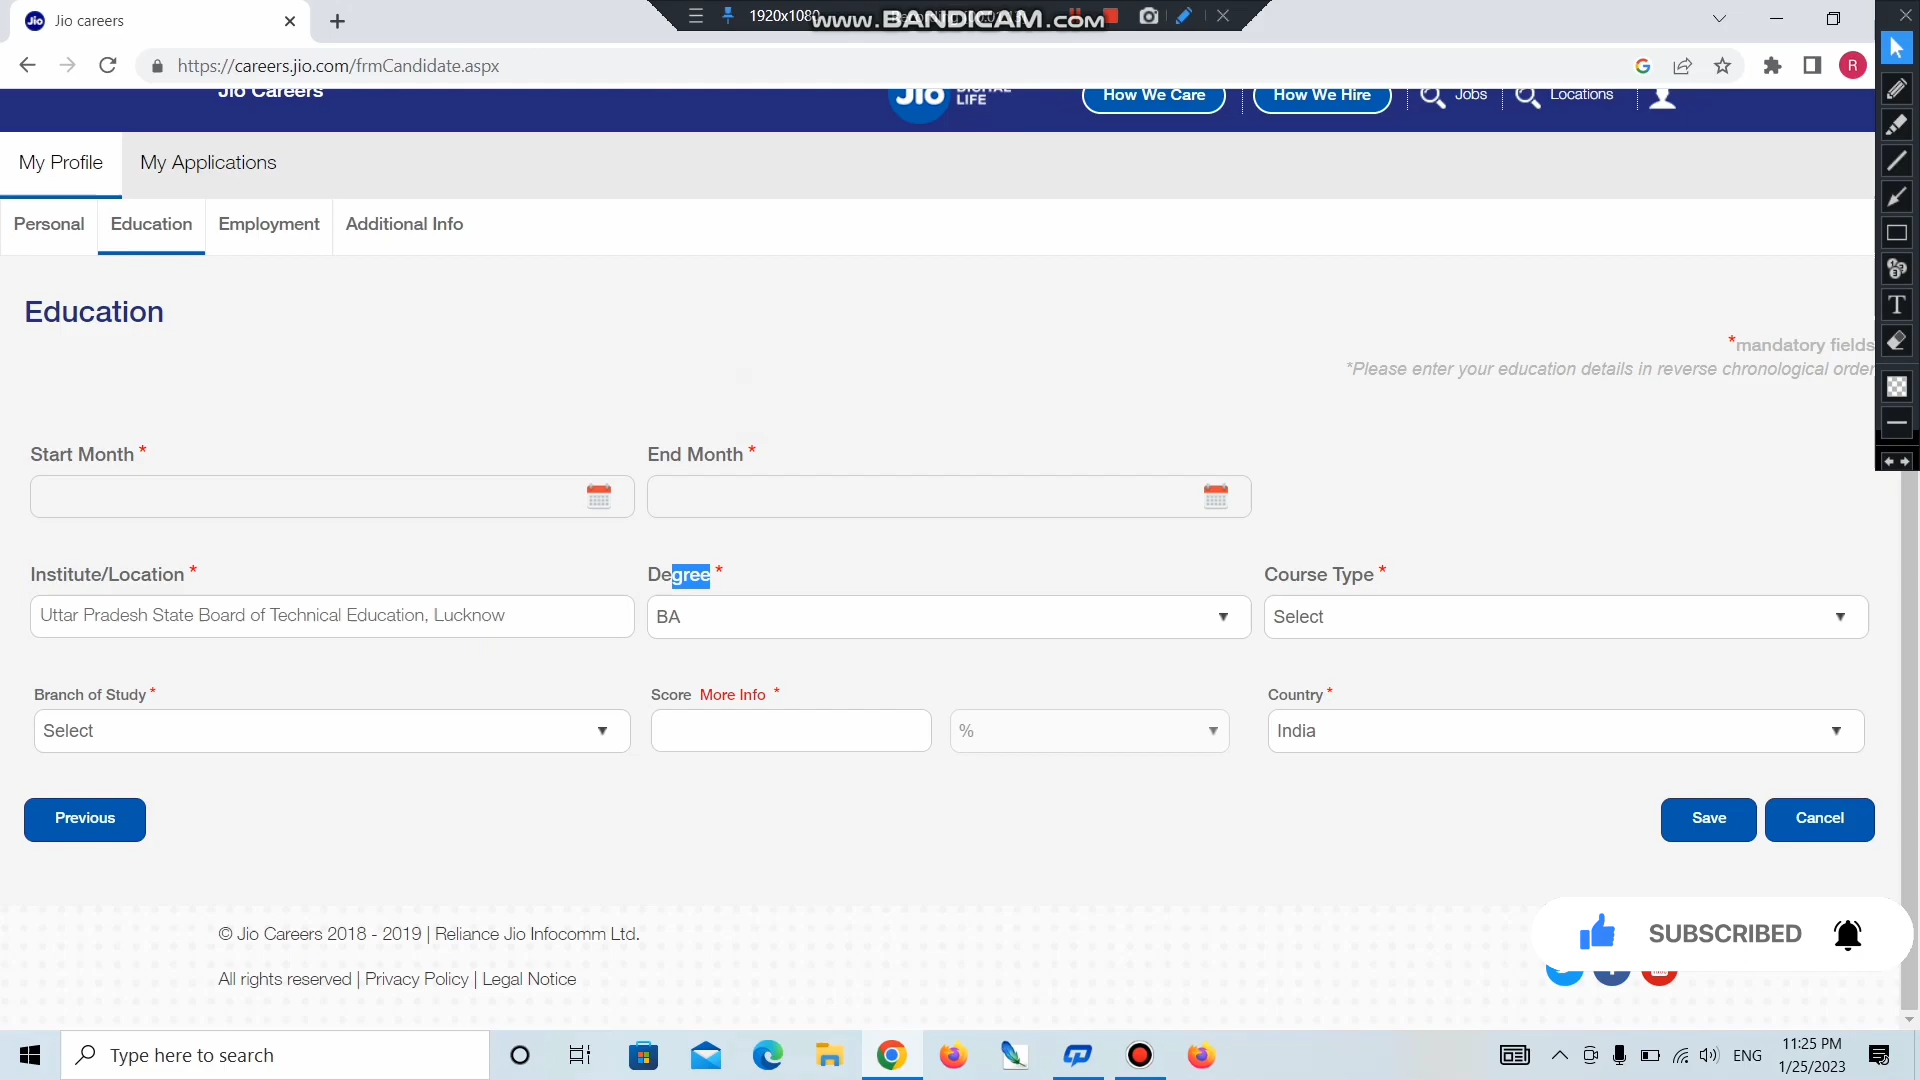 Jio careers
1920x1080
www.BANDICAM.com
https://careers.jio.com/frmCandidate.aspx
R
Jio Careers
Jio DIGITAL LIFE
How We Care
How We Hire
Jobs
Locations
My Profile
My Applications
Personal
Education
Employment
Additional Info
Education
*mandatory fields
*Please enter your education details in reverse chronological order
Start Month *
End Month *
Institute/Location *
Degree *
Course Type *
Uttar Pradesh State Board of Technical Education, Lucknow
BA
Select
Branch of Study *
Score More Info *
Country *
Select
%
India
Previous
Save
Cancel
© Jio Careers 2018 - 2019 | Reliance Jio Infocomm Ltd.
SUBSCRIBED
All rights reserved | Privacy Policy | Legal Notice
Type here to search
ENG
11:25 PM
1/25/2023